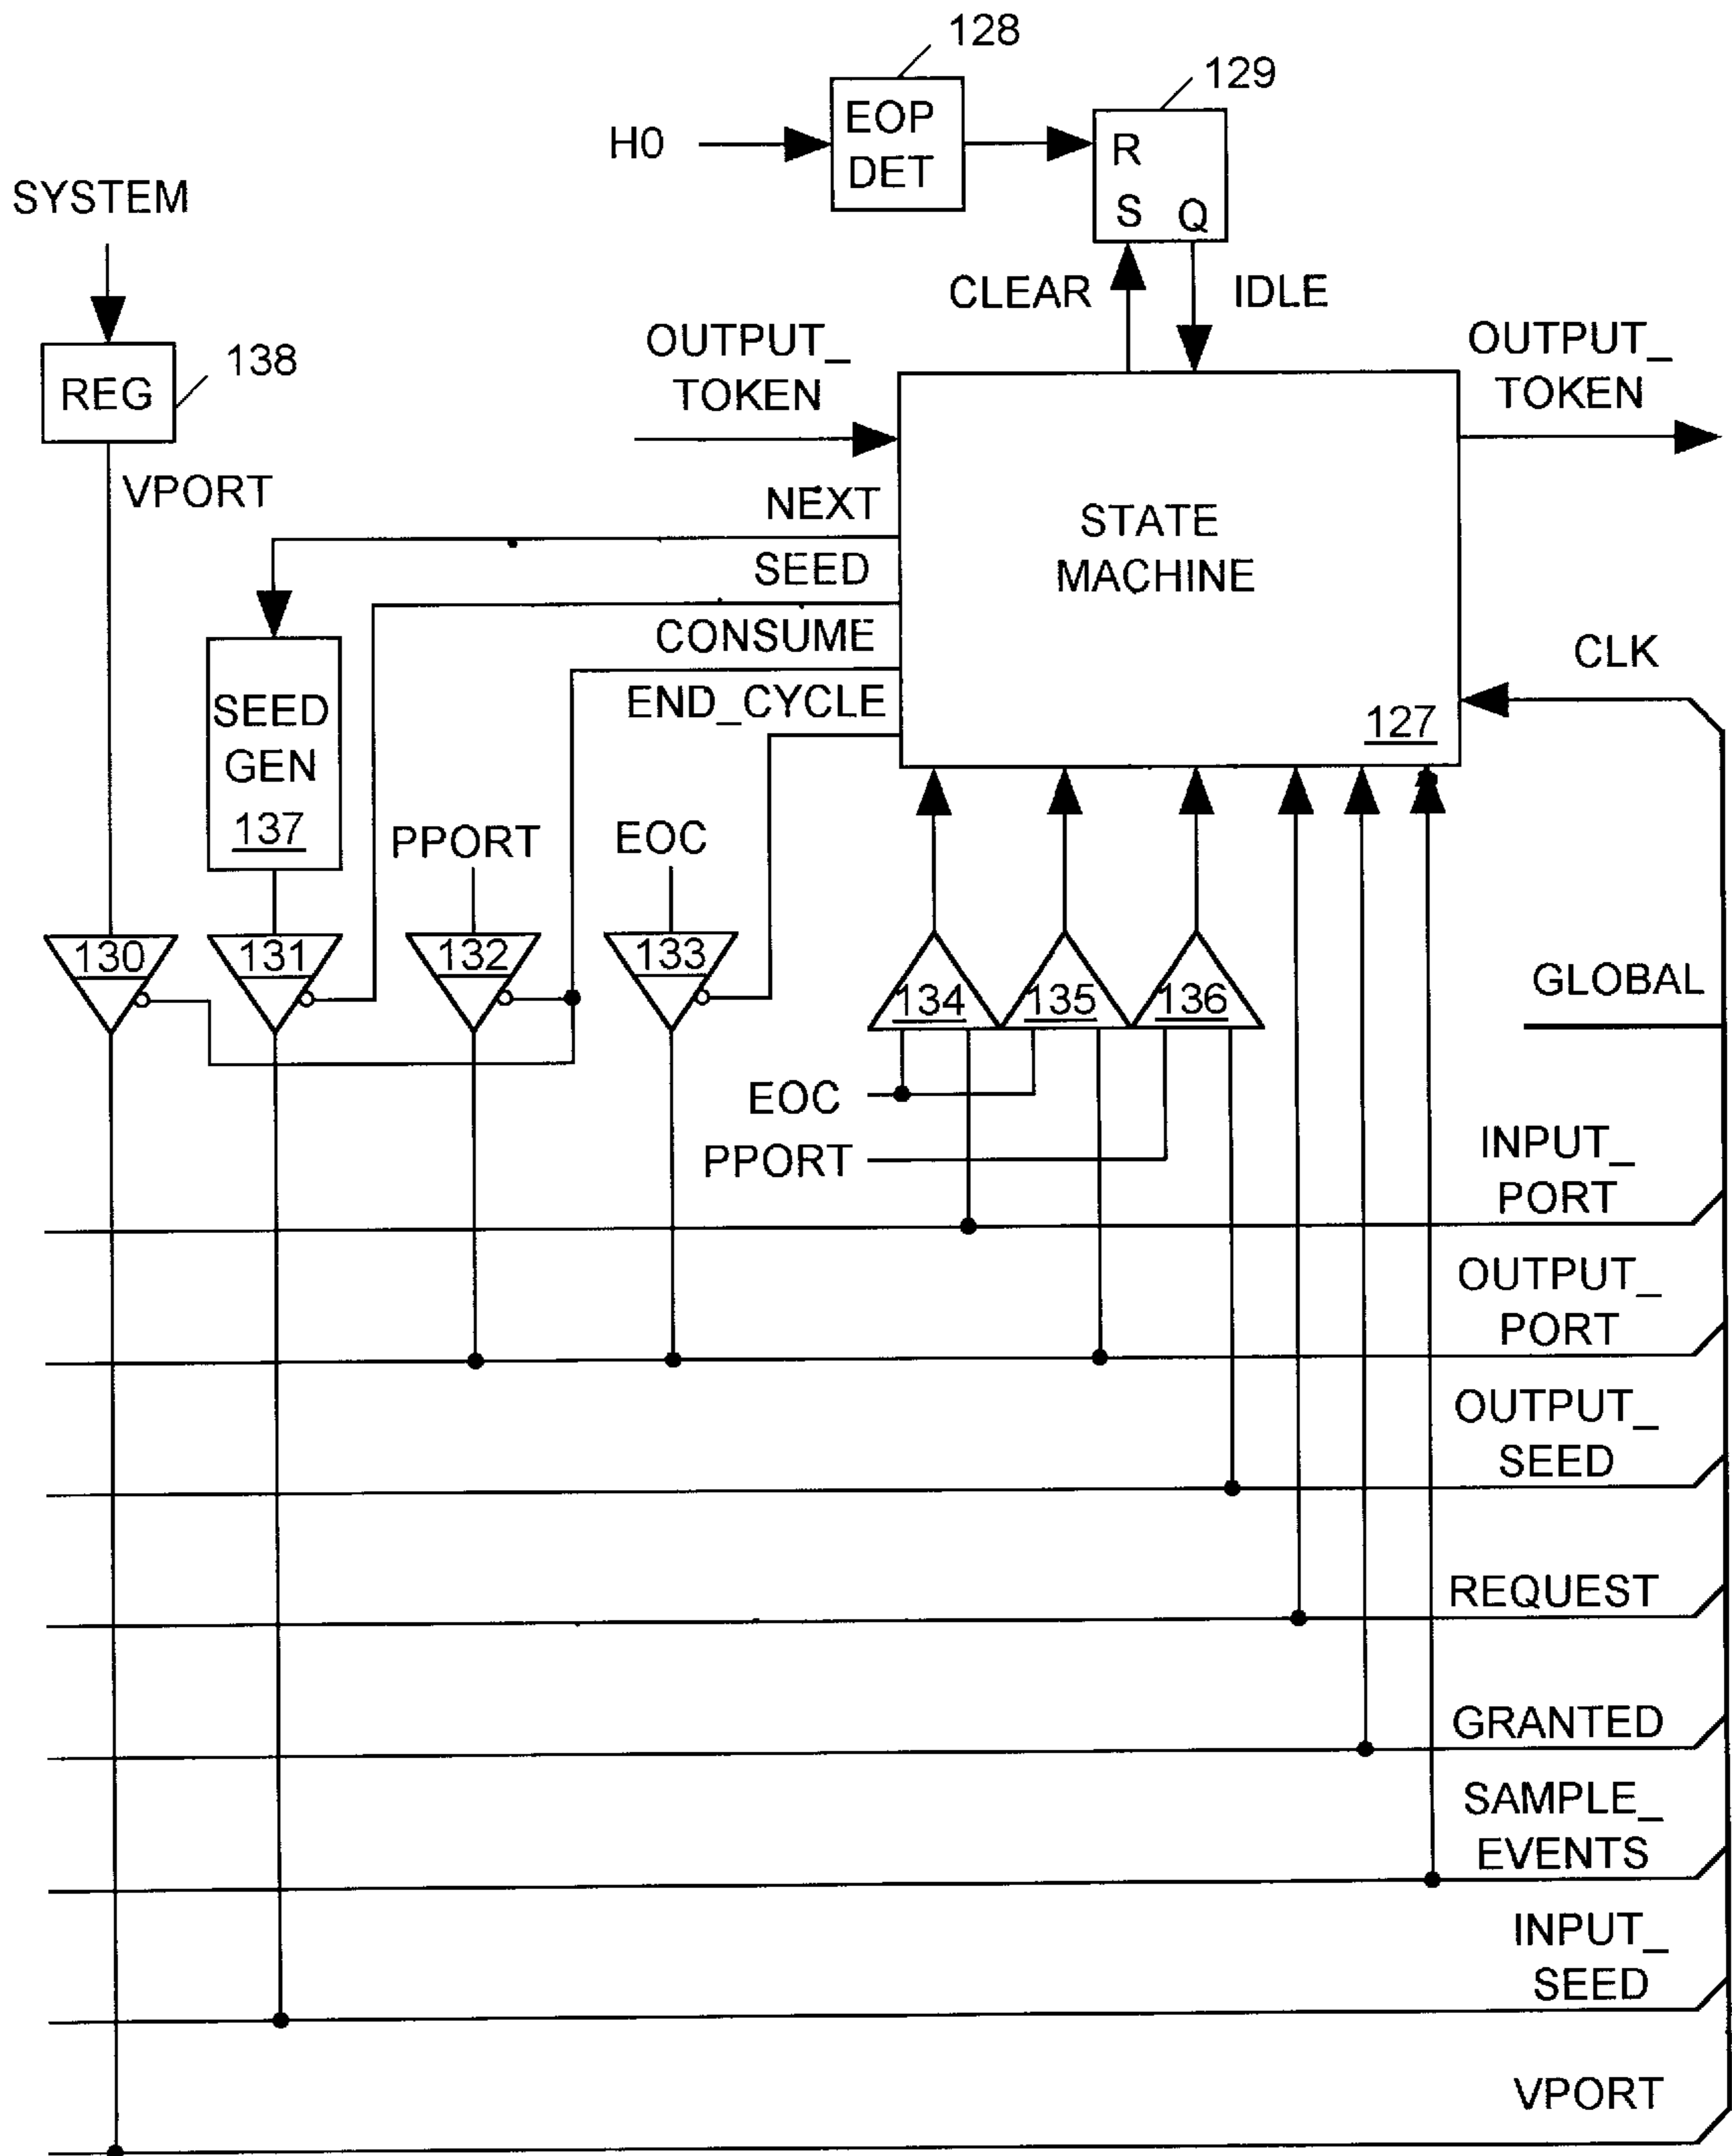 128
129
H0
EOP
DET
R
S Q
SYSTEM
CLEAR
IDLE
138
REG
OUTPUT_
TOKEN
OUTPUT_
TOKEN
VPORT
NEXT
SEED
CONSUME
END_CYCLE
STATE
MACHINE
127
CLK
SEED
GEN
137
PPORT
EOC
130
131
132
133
134
135
136
GLOBAL
EOC
PPORT
INPUT_
PORT
OUTPUT_
PORT
OUTPUT_
SEED
REQUEST
GRANTED
SAMPLE_
EVENTS
INPUT_
SEED
VPORT